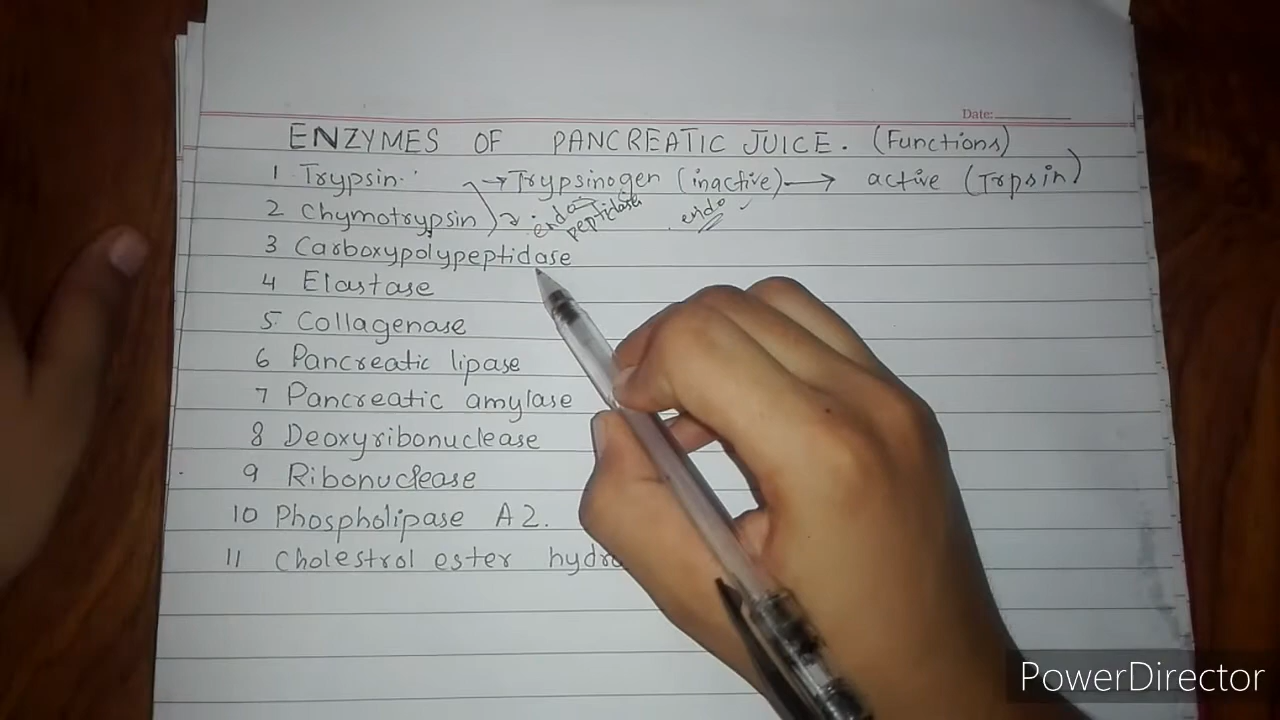 Date:
ENZYMES OF PANCREATIC JUICE. (Functions)
1 Trypsin. → Trypsinogen (inactive) → active (Trpsin)
2 Chymotrypsin → endo peptidases endo ✓
3 Carboxypolypeptidase
4 Elastase
5. Collagenase
6 Pancreatic lipase
7 Pancreatic amylase
8 Deoxyribonuclease
9 Ribonuclease
10 Phospholipase A2.
11 Cholestrol ester hydro
PowerDirector